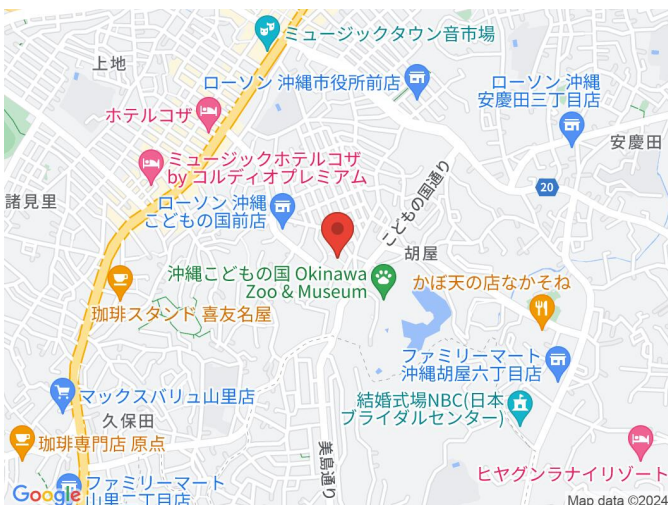 ミュージックタウン音市場
上地
ローソン 沖縄市役所前店
ローソン 沖縄
安慶田三丁目店
ホテルコザ
安慶田
ミュージックホテルコザ
by コルディオプレミアム
20
諸見里
ローソン 沖縄
こどもの国前店
こどもの国通り
胡屋
沖縄こどもの国 Okinawa
Zoo & Museum
かぼ天の店なかそね
珈琲スタンド 喜友名屋
ファミリーマート
沖縄胡屋六丁目店
マックスバリュ山里店
結婚式場NBC(日本
ブライダルセンター)
久保田
珈琲専門店 原点
美島通り
ヒヤグンラナイリゾート
ファミリーマート
山里二丁目店
Google
Map data ©2024